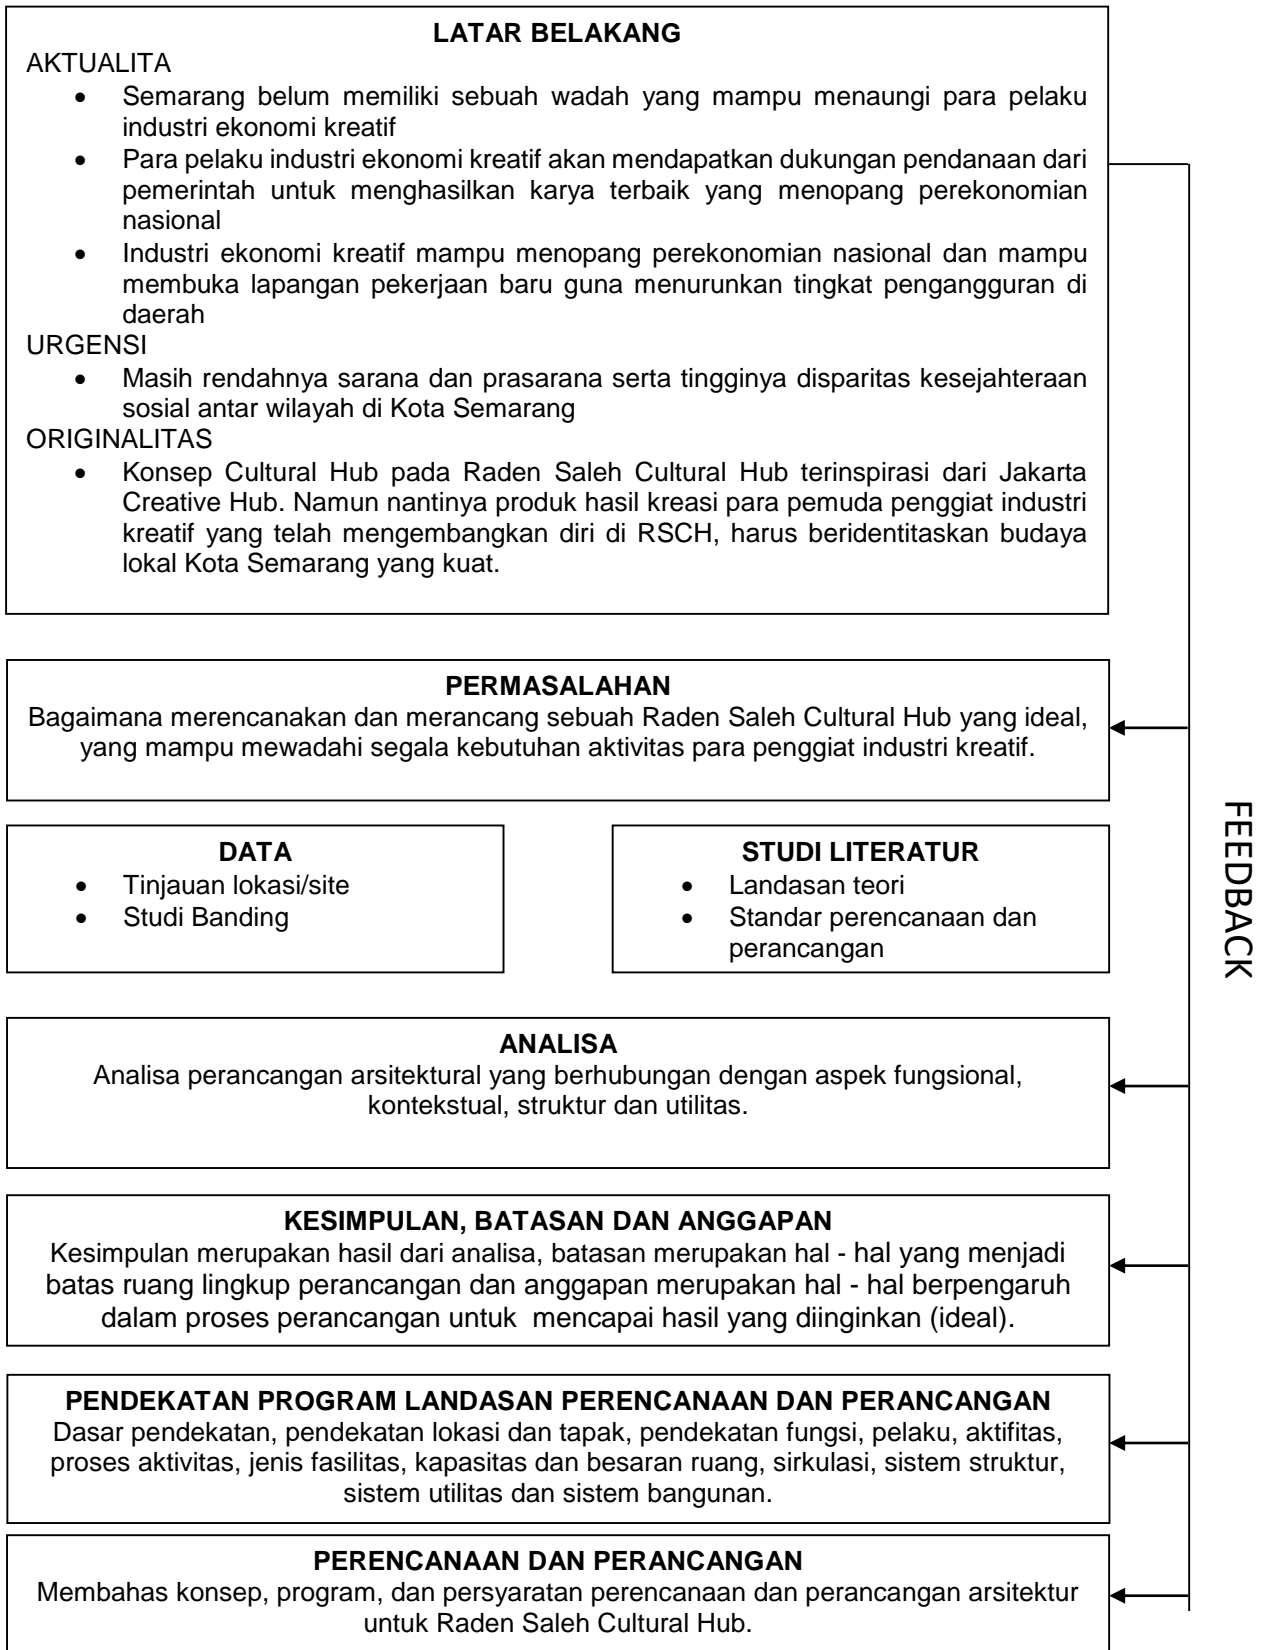 LATAR BELAKANG
AKTUALITA
• Semarang belum memiliki sebuah wadah yang mampu menaungi para pelaku
industri ekonomi kreatif
• Para pelaku industri ekonomi kreatif akan mendapatkan dukungan pendanaan dari
pemerintah untuk menghasilkan karya terbaik yang menopang perekonomian
nasional
• Industri ekonomi kreatif mampu menopang perekonomian nasional dan mampu
membuka lapangan pekerjaan baru guna menurunkan tingkat pengangguran di
daerah
URGENSI
• Masih rendahnya sarana dan prasarana serta tingginya disparitas kesejahteraan
sosial antar wilayah di Kota Semarang
ORIGINALITAS
• Konsep Cultural Hub pada Raden Saleh Cultural Hub terinspirasi dari Jakarta
Creative Hub. Namun nantinya produk hasil kreasi para pemuda penggiat industri
kreatif yang telah mengembangkan diri di RSCH, harus beridentitaskan budaya
lokal Kota Semarang yang kuat.
PERMASALAHAN
Bagaimana merencanakan dan merancang sebuah Raden Saleh Cultural Hub yang ideal,
yang mampu mewadahi segala kebutuhan aktivitas para penggiat industri kreatif.
DATA
• Tinjauan lokasi/site
• Studi Banding
STUDI LITERATUR
• Landasan teori
• Standar perencanaan dan
perancangan
FEEDBACK
ANALISA
Analisa perancangan arsitektural yang berhubungan dengan aspek fungsional,
kontekstual, struktur dan utilitas.
KESIMPULAN, BATASAN DAN ANGGAPAN
Kesimpulan merupakan hasil dari analisa, batasan merupakan hal - hal yang menjadi
batas ruang lingkup perancangan dan anggapan merupakan hal - hal berpengaruh
dalam proses perancangan untuk mencapai hasil yang diinginkan (ideal).
PENDEKATAN PROGRAM LANDASAN PERENCANAAN DAN PERANCANGAN
Dasar pendekatan, pendekatan lokasi dan tapak, pendekatan fungsi, pelaku, aktifitas,
proses aktivitas, jenis fasilitas, kapasitas dan besaran ruang, sirkulasi, sistem struktur,
sistem utilitas dan sistem bangunan.
PERENCANAAN DAN PERANCANGAN
Membahas konsep, program, dan persyaratan perencanaan dan perancangan arsitektur
untuk Raden Saleh Cultural Hub.